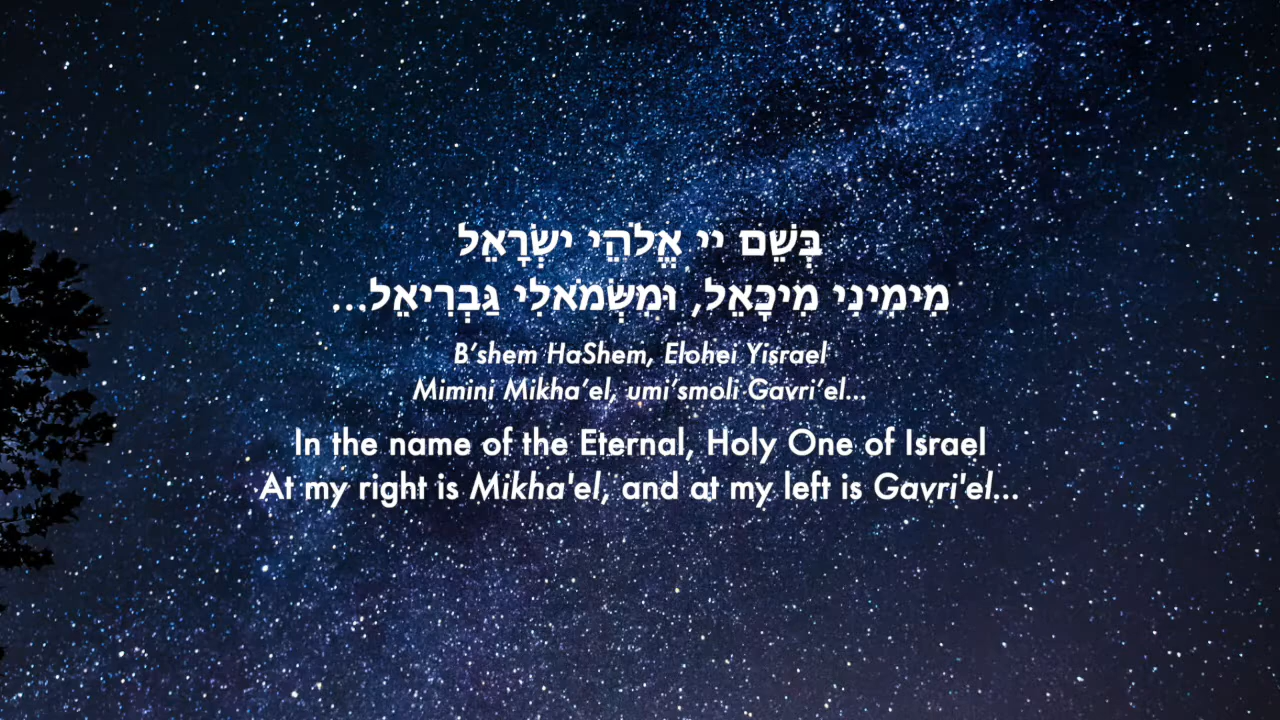 בְּשֵׁם יי אֱלֹהֵי יִשְׂרָאֵל
מִימִינִי מִיכָאֵל, וּמִשְּׂמֹאלִי גַּבְרִיאֵל...
B’shem HaShem, Elohei Yisrael
Mimini Mikha’el, umi’smoli Gavri’el...
In the name of the Eternal, Holy One of Israel
At my right is Mikha'el, and at my left is Gavri'el...